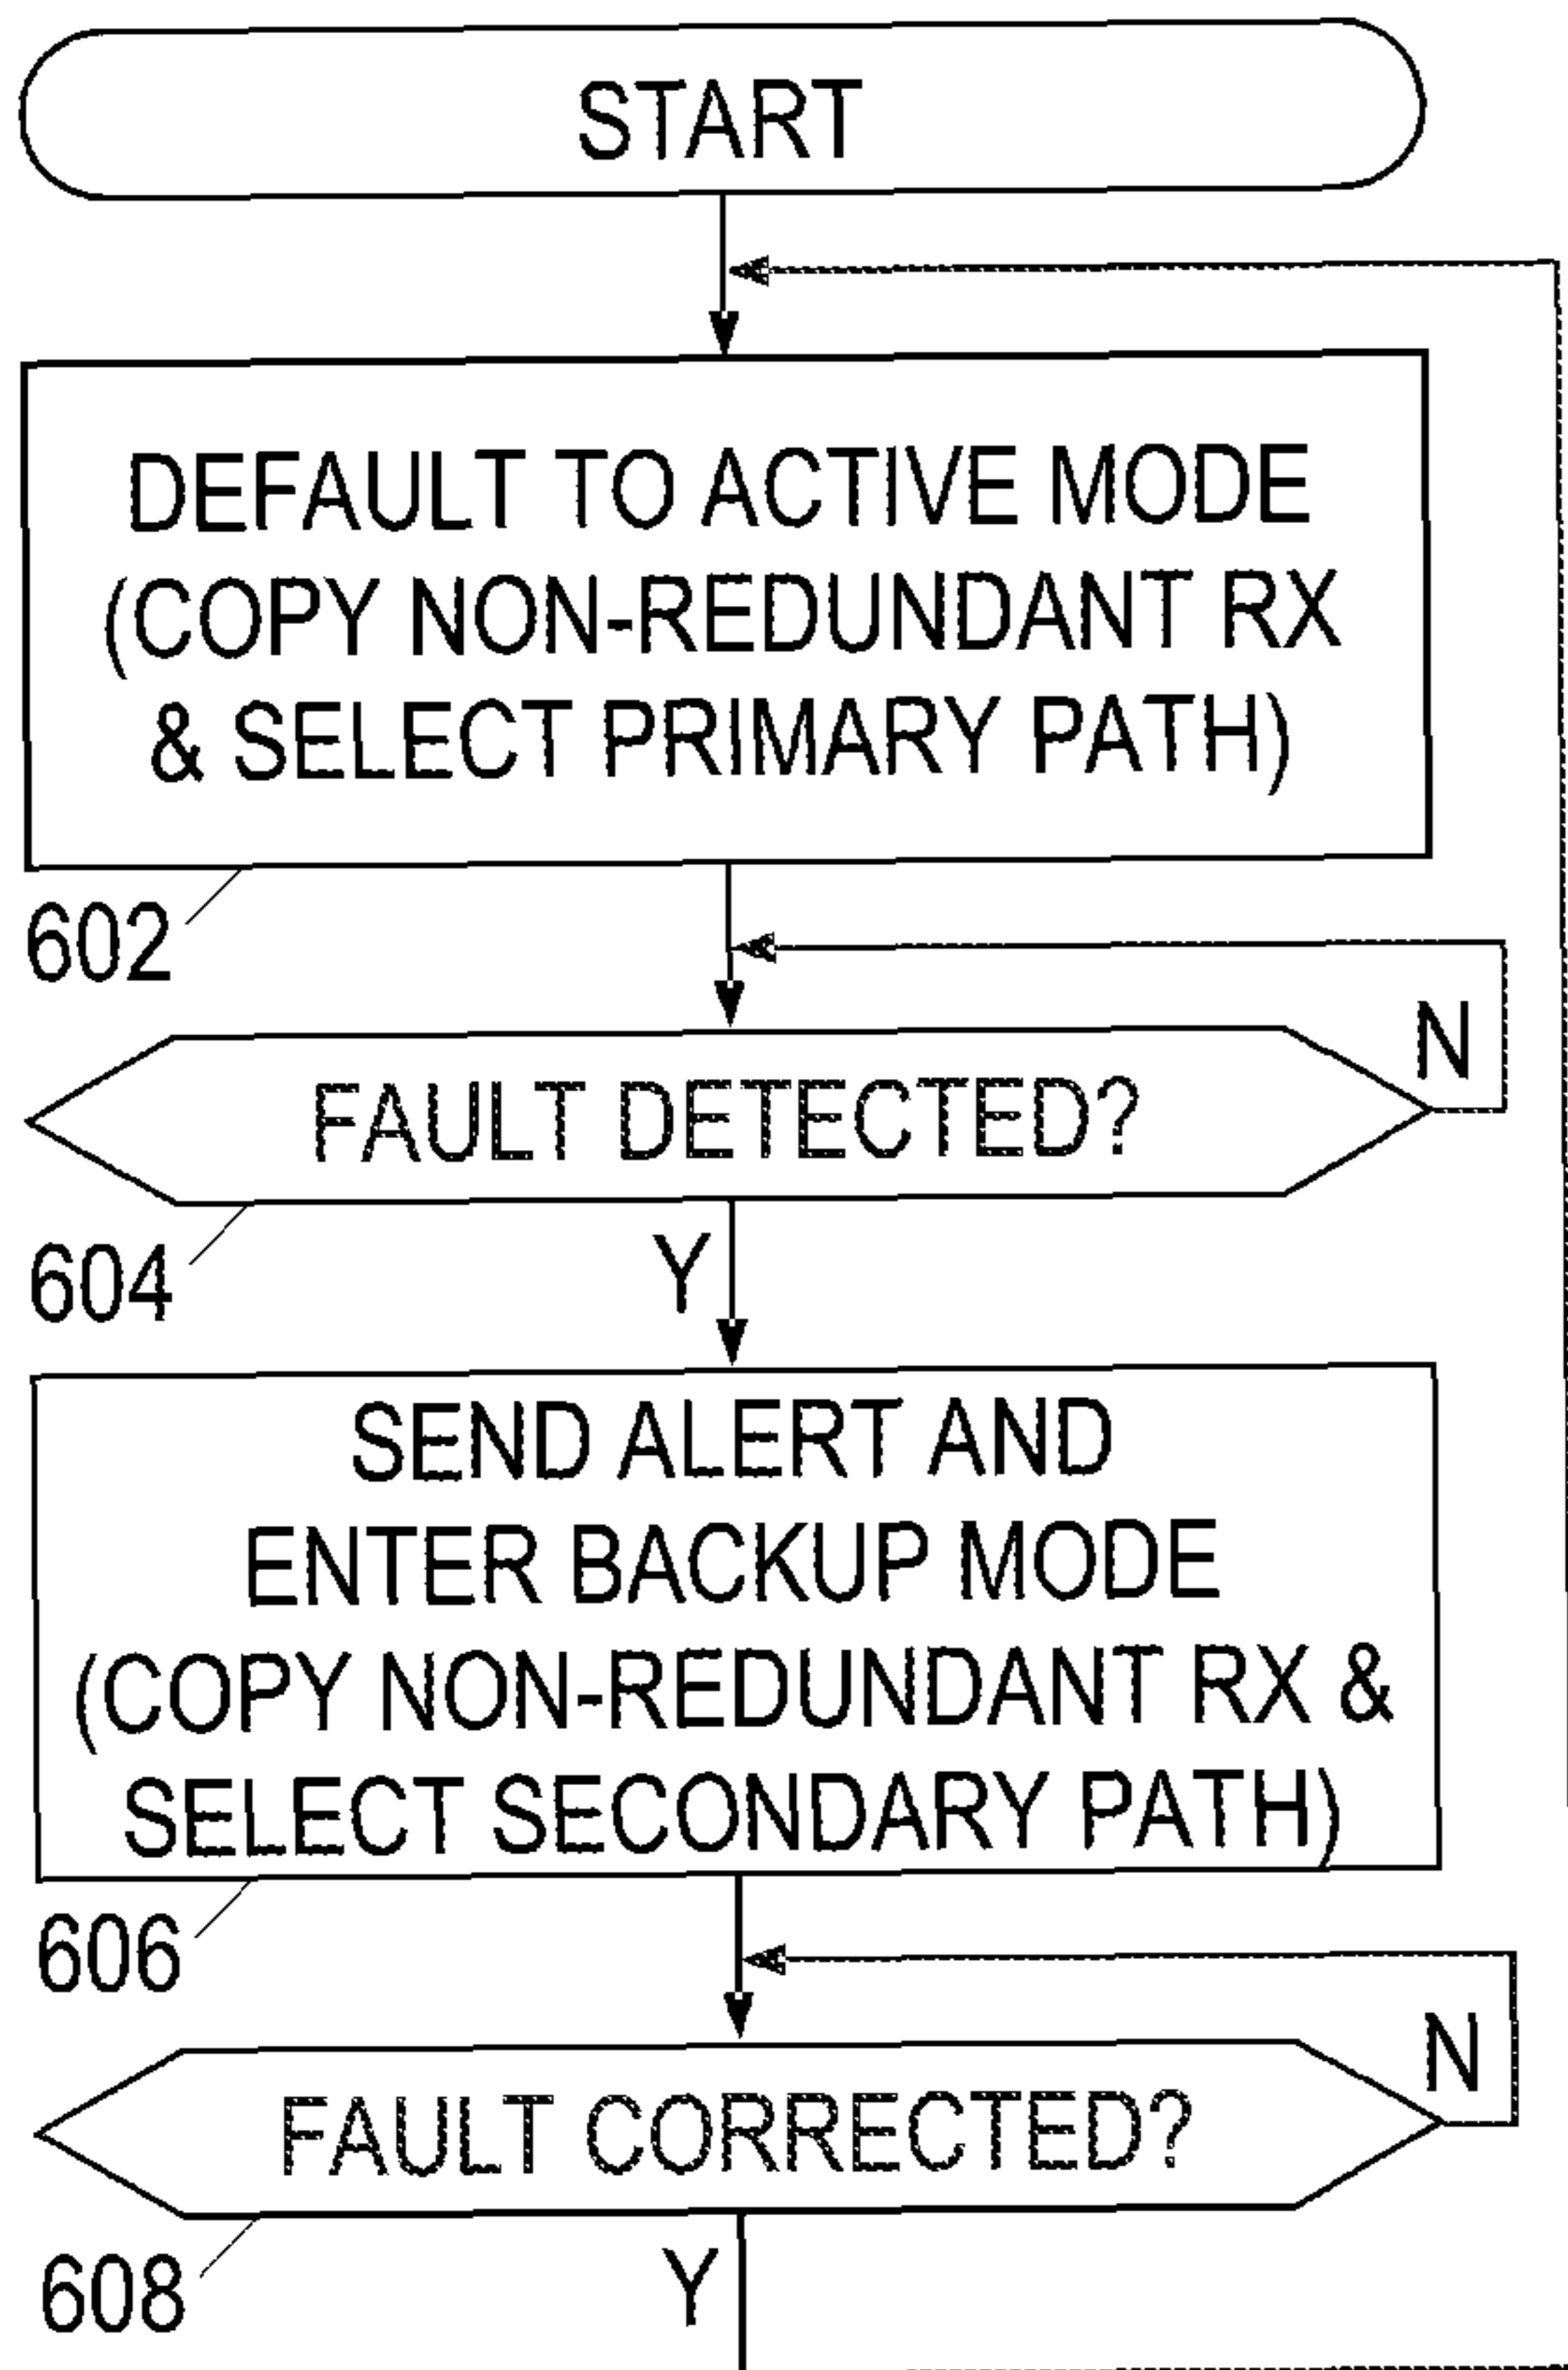 START
DEFAULT TO ACTIVE MODE
(COPY NON-REDUNDANT RX
& SELECT PRIMARY PATH)
602
N
FAULT DETECTED?
604
Y
SEND ALERT AND
ENTER BACKUP MODE
(COPY NON-REDUNDANT RX &
SELECT SECONDARY PATH)
606
N
FAULT CORRECTED?
608
Y